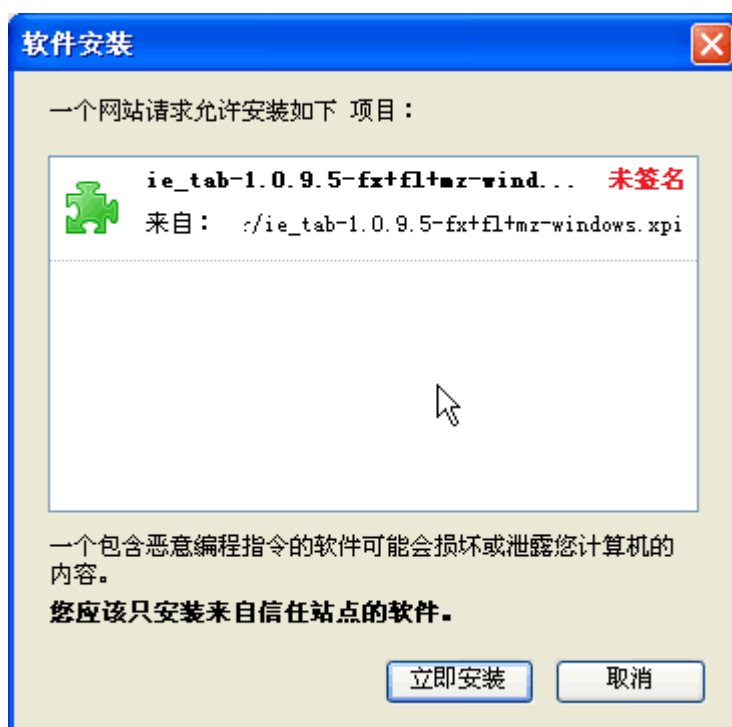 软件安装
一个网站请求允许安装如下 项目：
ie_tab-1.0.9.5-fx+fl+mz-wind... 未签名
来自： :/ie_tab-1.0.9.5-fx+fl+mz-windows.xpi
一个包含恶意编程指令的软件可能会损坏或泄露您计算机的
内容。
您应该只安装来自信任站点的软件。
立即安装 取消